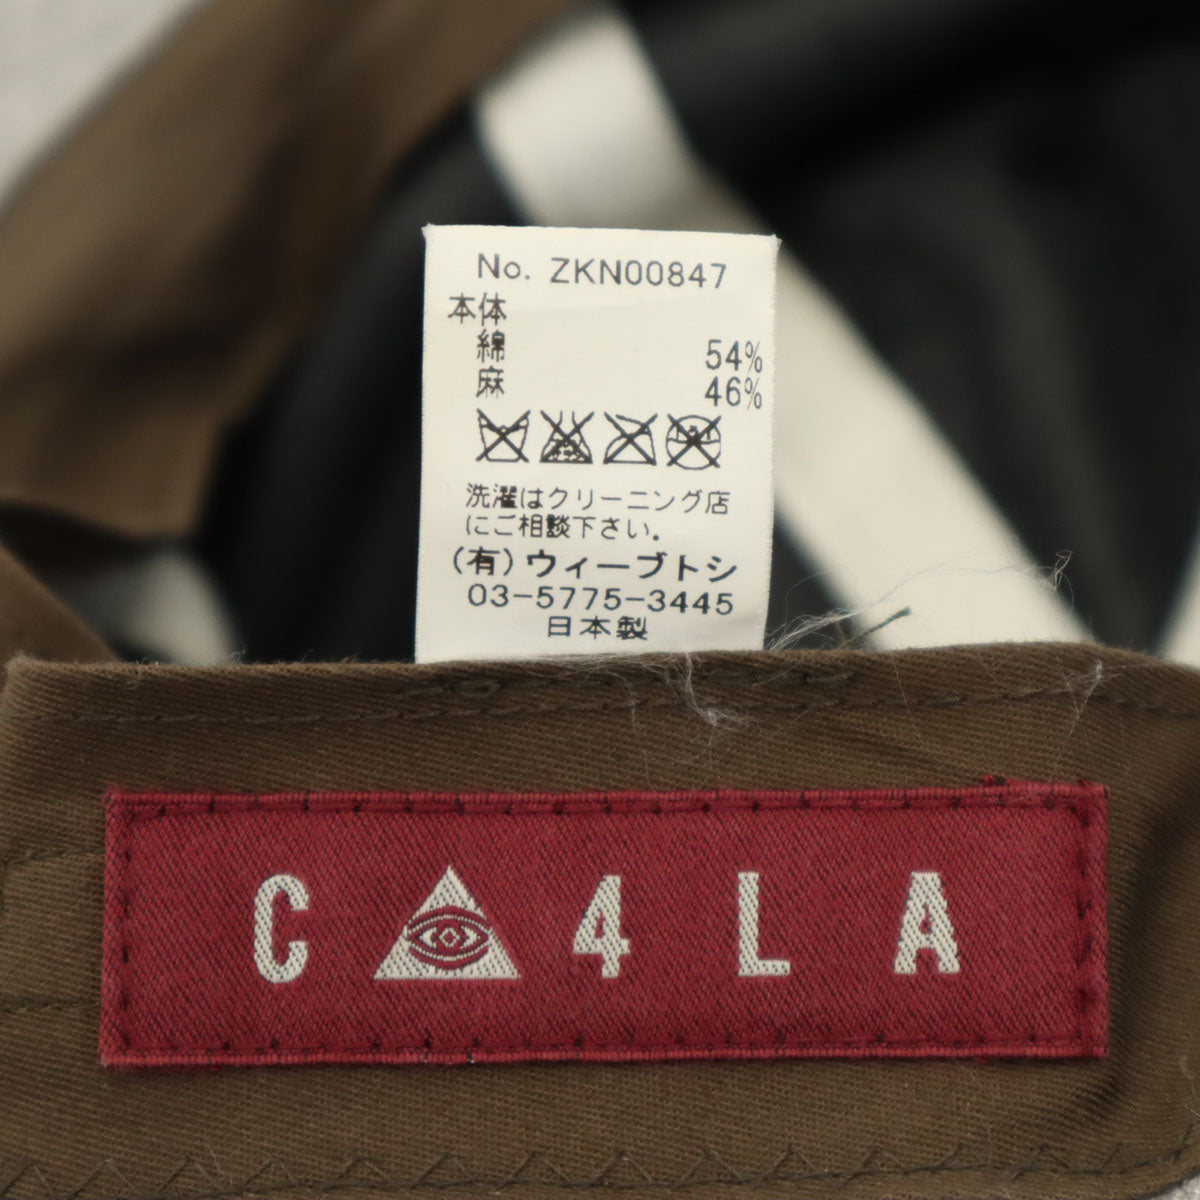 No. ZKN00847
本体
綿 54%
麻 46%
洗濯はクリーニング店
にご相談下さい。
(有)ウィーブトシ
03-5775-3445
日本製
CA4LA